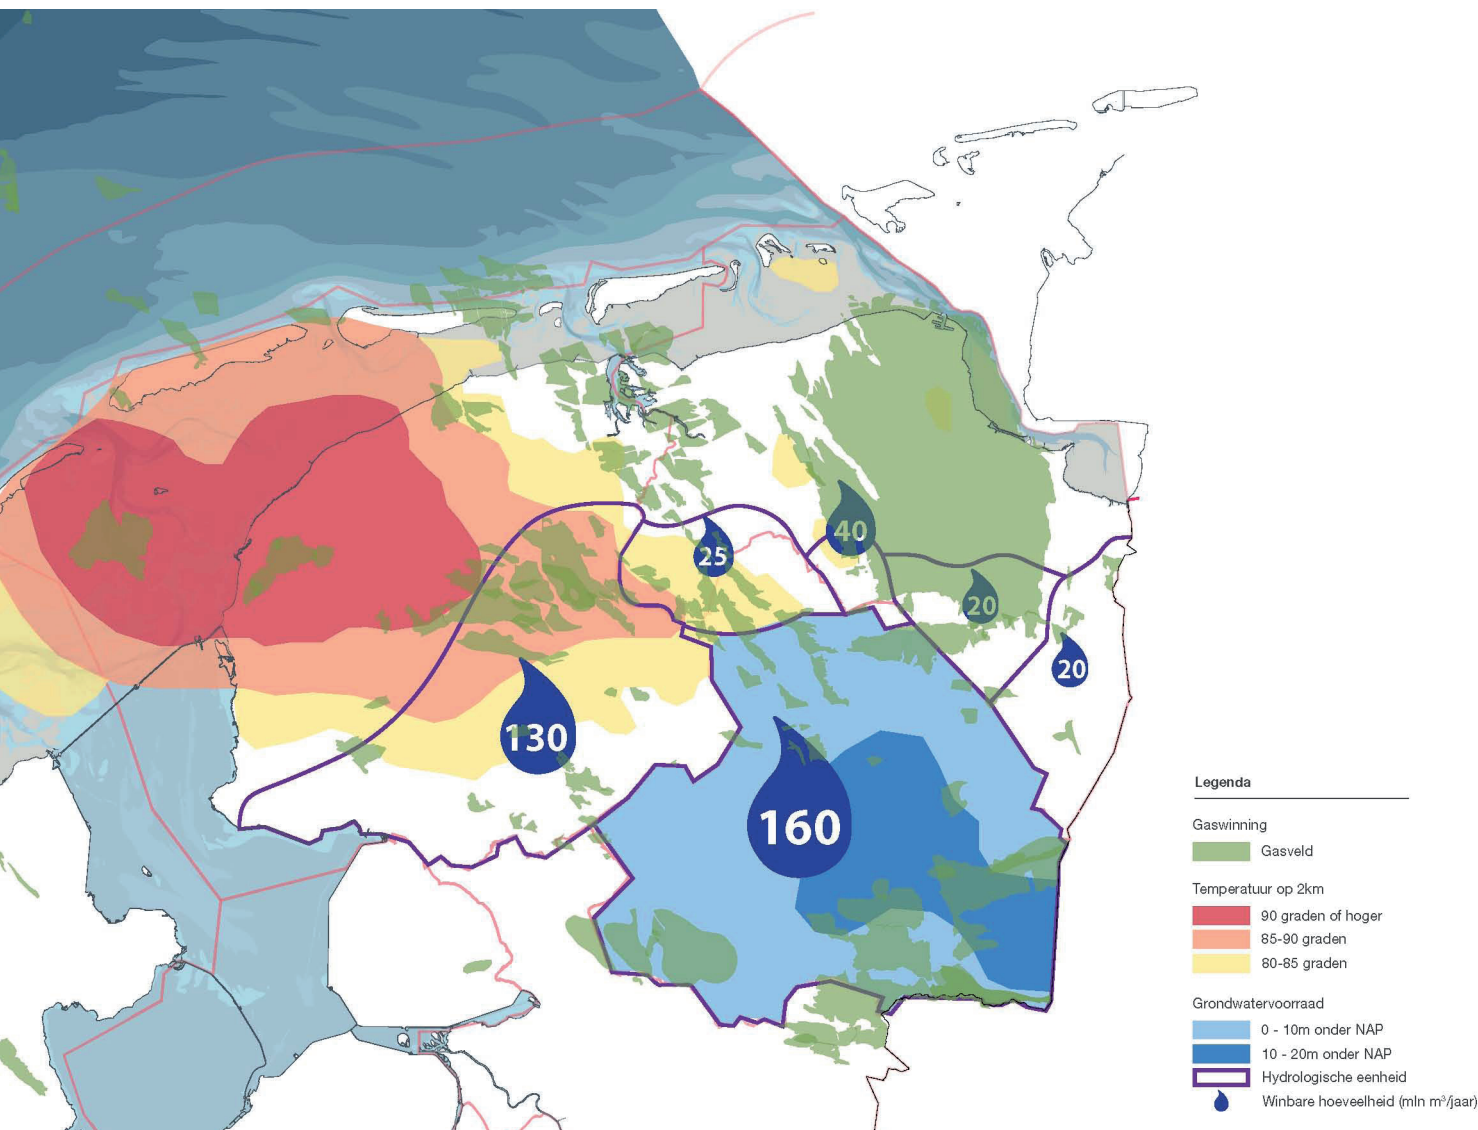 40
25
20
20
130
160
Legenda
Gaswinning
Gasveld
Temperatuur op 2km
90 graden of hoger
85-90 graden
80-85 graden
Grondwatervoorraad
0 - 10m onder NAP
10 - 20m onder NAP
Hydrologische eenheid
Winbare hoeveelheid (mln m³/jaar)